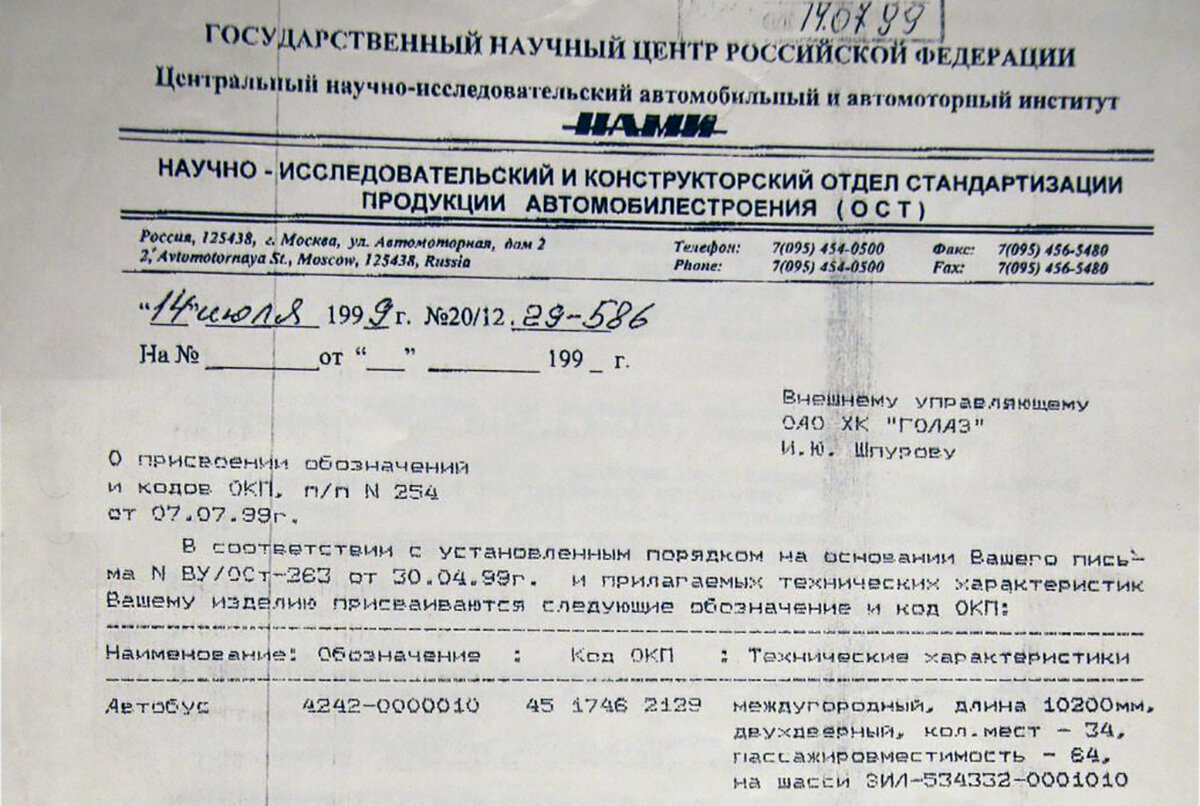 14.07.99
ГОСУДАРСТВЕННЫЙ НАУЧНЫЙ ЦЕНТР РОССИЙСКОЙ ФЕДЕРАЦИИ
Центральный научно-исследовательский автомобильный и автомоторный институт
НАМИ
НАУЧНО - ИССЛЕДОВАТЕЛЬСКИЙ И КОНСТРУКТОРСКИЙ ОТДЕЛ СТАНДАРТИЗАЦИИ
ПРОДУКЦИИ АВТОМОБИЛЕСТРОЕНИЯ (ОСТ)
Россия, 125438, г. Москва, ул. Автомоторная, дом 2 Телефон: 7(095) 454-0500 Факс: 7(095) 456-5480
2, Avtomotornaya St., Moscow, 125438, Russia Phone: 7(095) 454-0500 Fax: 7(095) 456-5480
"14 июля 1999 г. №20/12.29-586
На № ______ от "__" ______ 199_ г.
Внешнему управляющему
ОАО ХК "ГОЛАЗ"
И.Ю. Шпурову
О присвоении обозначений
и кодов ОКП, п/п N 254
от 07.07.99г.
В соответствии с установленным порядком на основании Вашего пись-
ма N ВУ/ОСт-263 от 30.04.99г. и прилагаемых технических характеристик
Вашему изделию присваиваются следующие обозначение и код ОКП:
Наименование: Обозначение : Код ОКП : Технические характеристики
Автобус 4242-0000010 45 1746 2129 междугородный, длина 10200мм,
двухдверный, кол.мест - 34,
пассажировместимость - 64,
на шасси ЗИЛ-534332-0001010